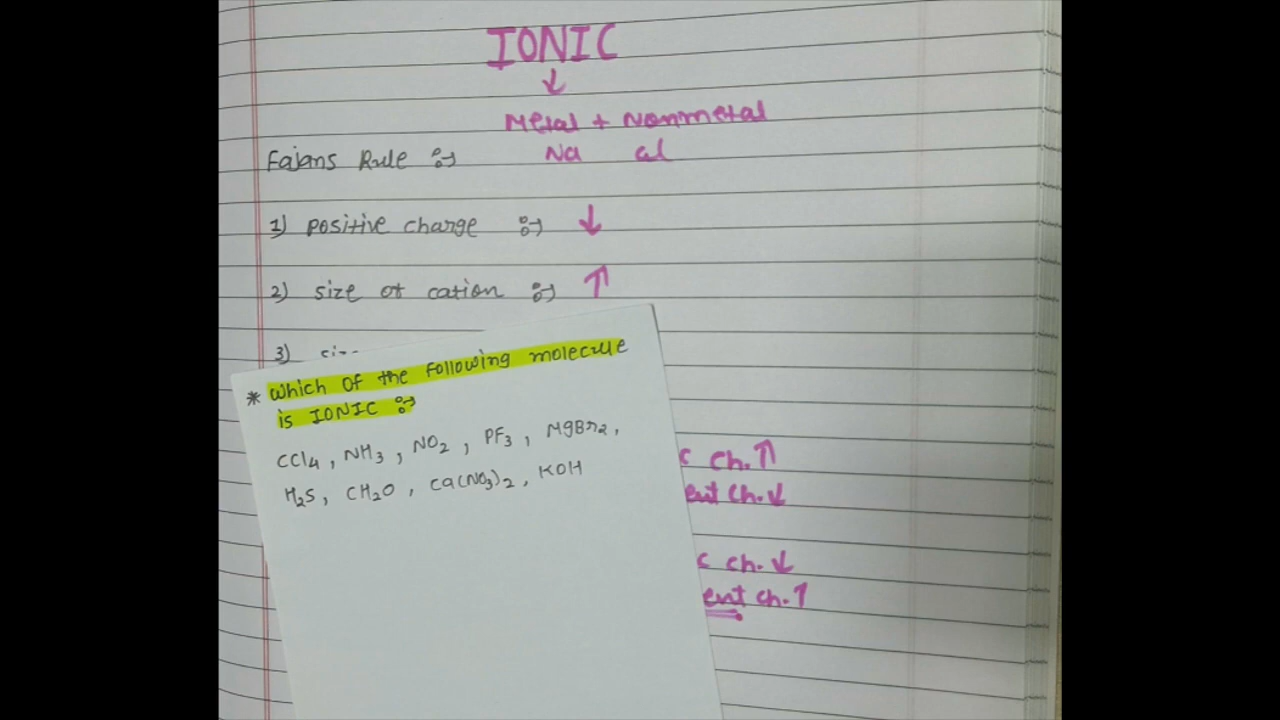 IONIC
↓
Metal + Nonmetal
Fajans Rule :→ Na Cl
1) positive charge :→ ↓
2) size of cation :→ ↑
3)
* Which of the following molecule
is IONIC :→
CCl4 , NH3 , NO2 , PF3 , MgBr2 ,
H2S , CH2O , Ca(NO3)2 , KOH
c Ch. ↑
ent Ch. ↓
c ch. ↓
ent ch. ↑